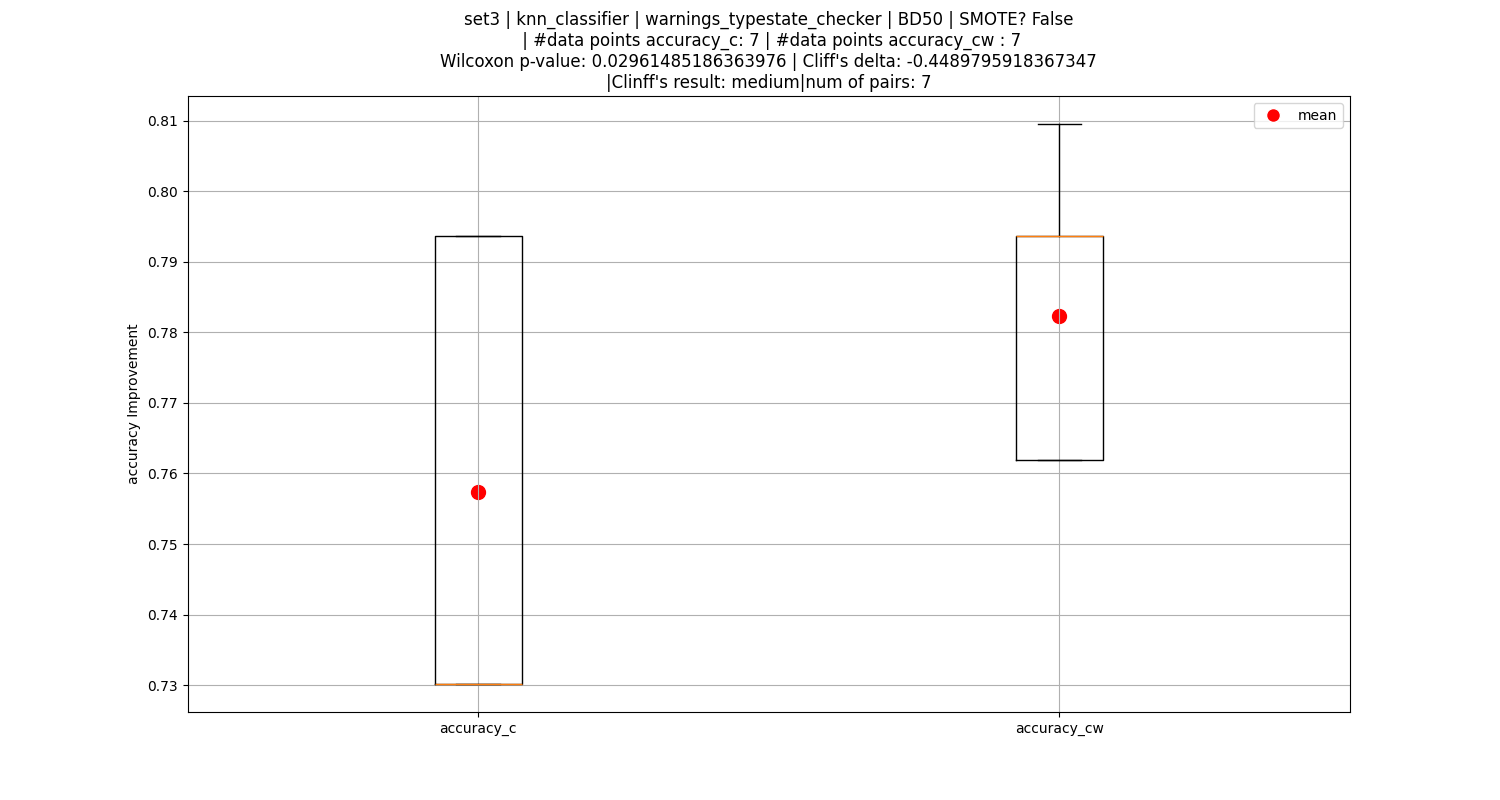 set3 | knn_classifier | warnings_typestate_checker | BD50 | SMOTE? False
| #data points accuracy_c: 7 | #data points accuracy_cw : 7
Wilcoxon p-value: 0.02961485186363976 | Cliff's delta: -0.4489795918367347
|Clinff's result: medium|num of pairs: 7
mean
0.81
0.80
0.79
0.78
0.77
0.76
0.75
0.74
0.73
accuracy Improvement
accuracy_c
accuracy_cw